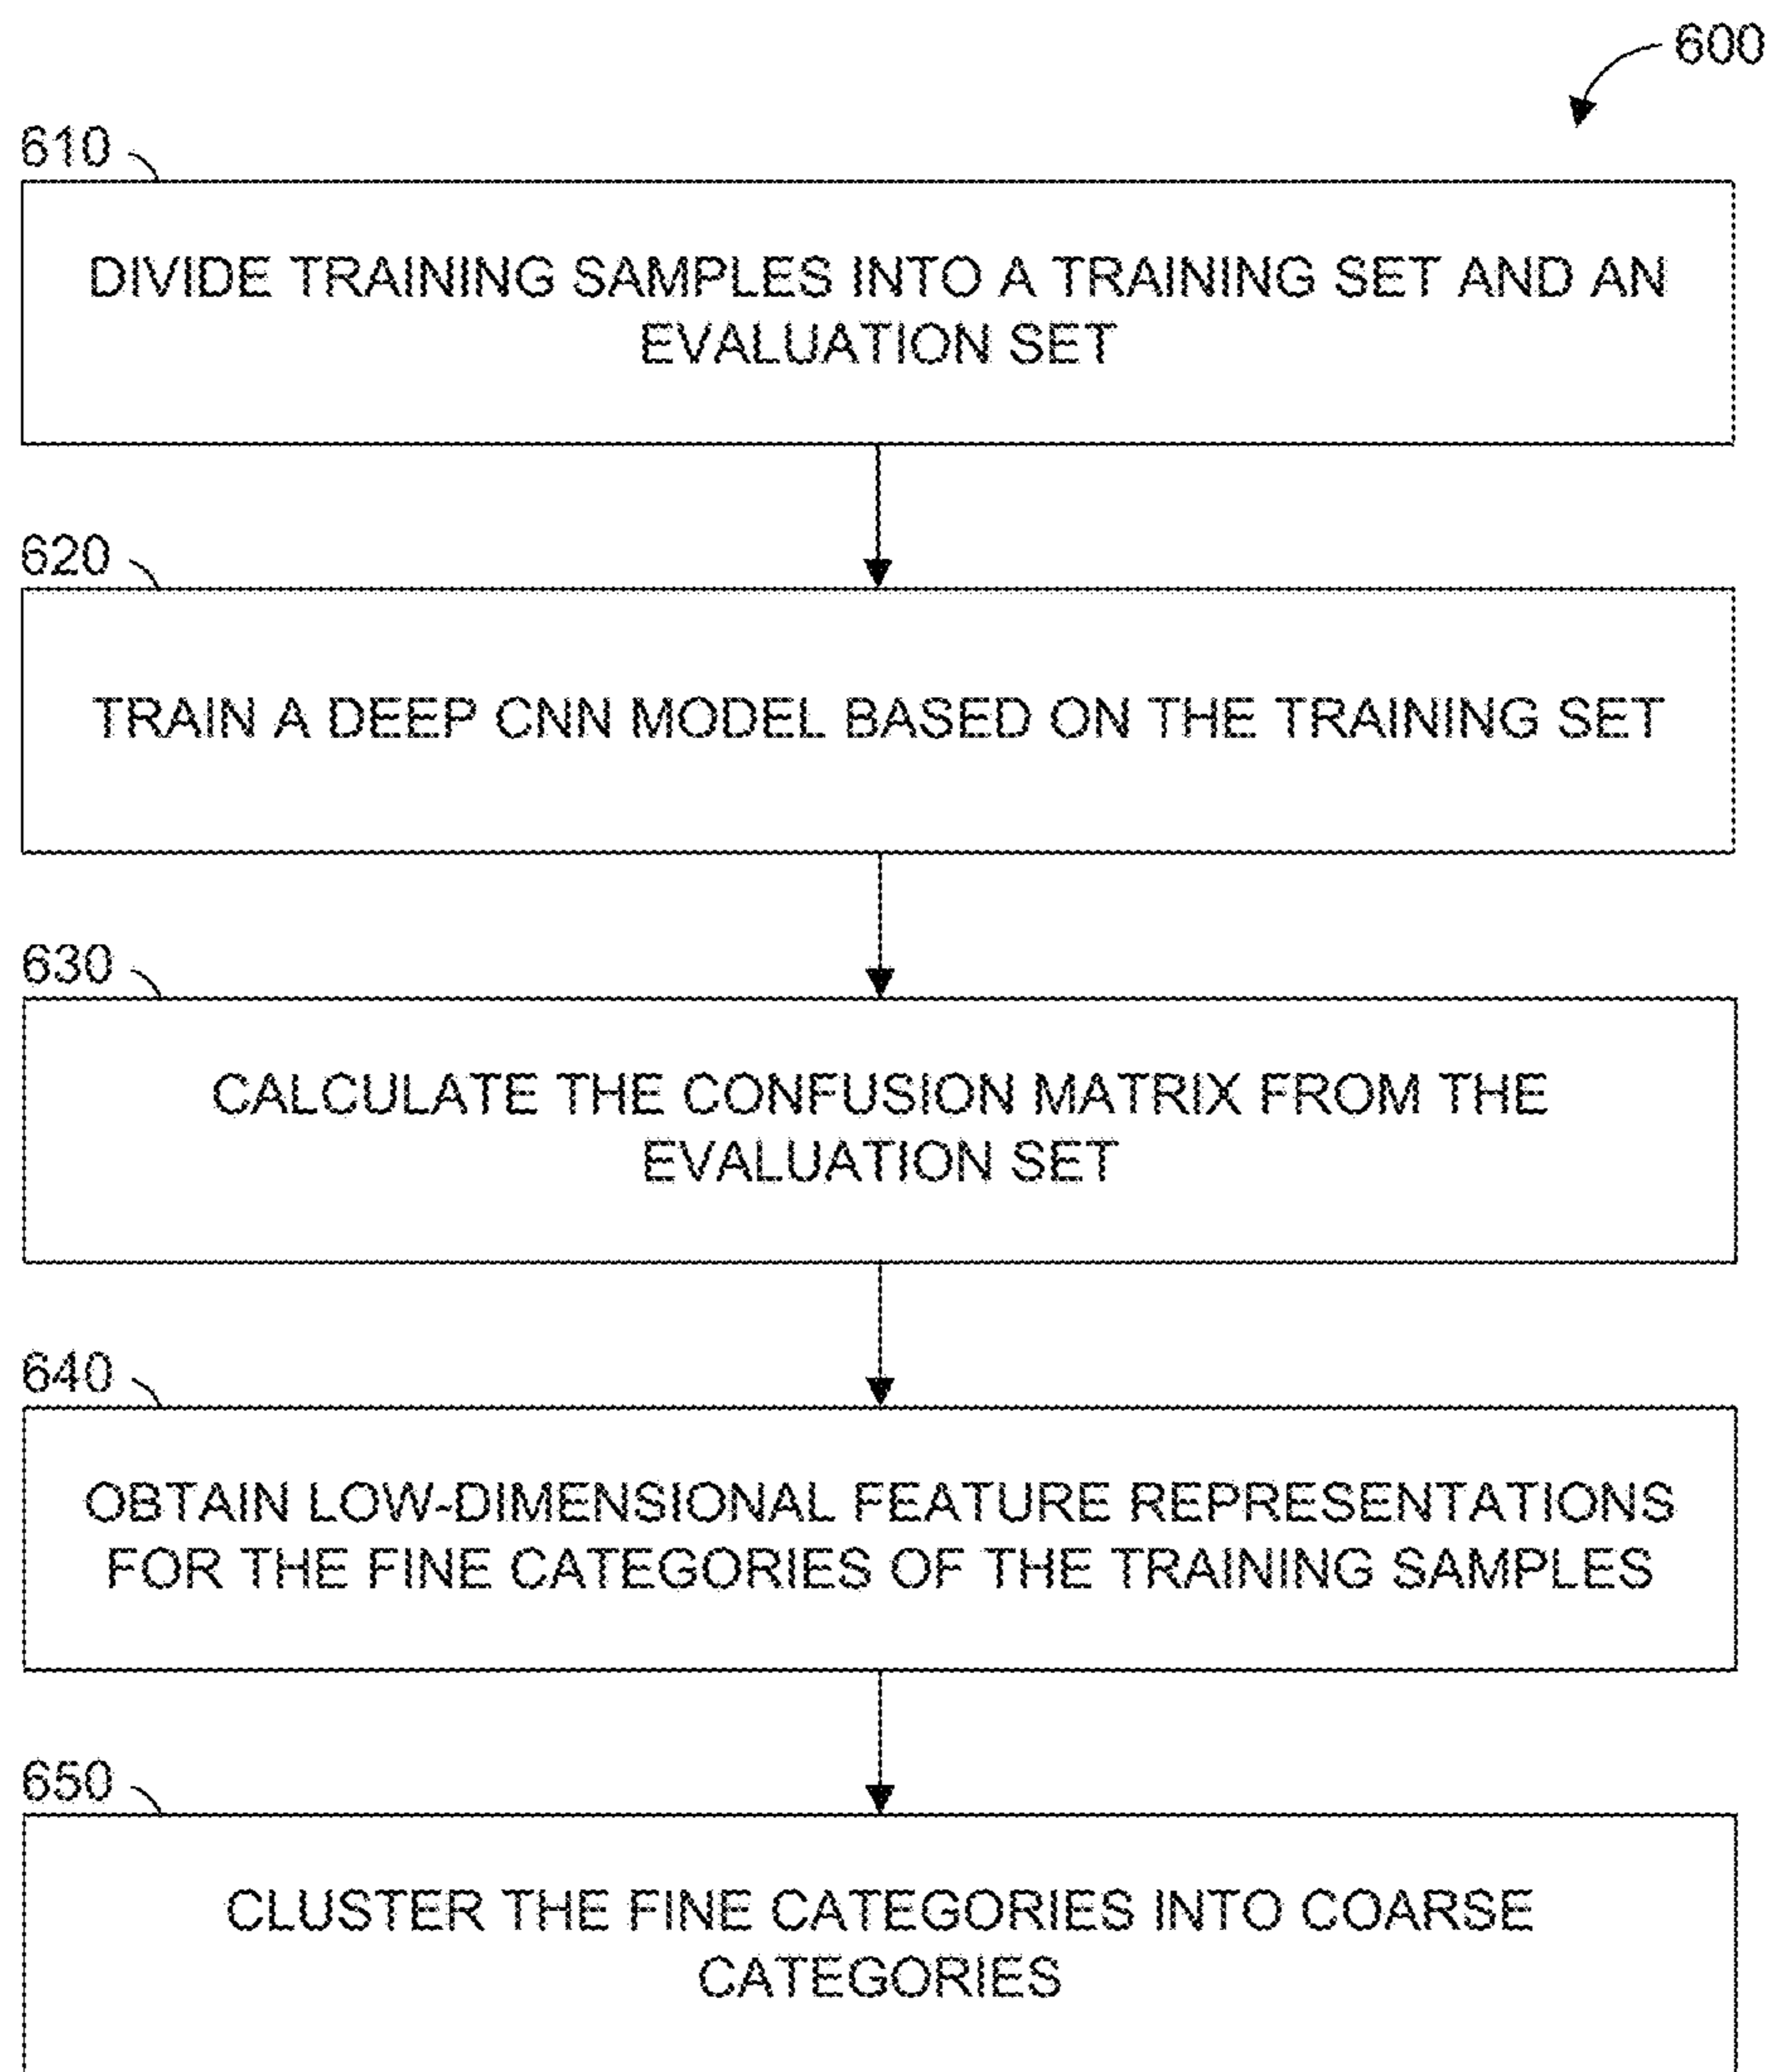 600
610
DIVIDE TRAINING SAMPLES INTO A TRAINING SET AND AN
EVALUATION SET
620
TRAIN A DEEP CNN MODEL BASED ON THE TRAINING SET
630
CALCULATE THE CONFUSION MATRIX FROM THE
EVALUATION SET
640
OBTAIN LOW-DIMENSIONAL FEATURE REPRESENTATIONS
FOR THE FINE CATEGORIES OF THE TRAINING SAMPLES
650
CLUSTER THE FINE CATEGORIES INTO COARSE
CATEGORIES